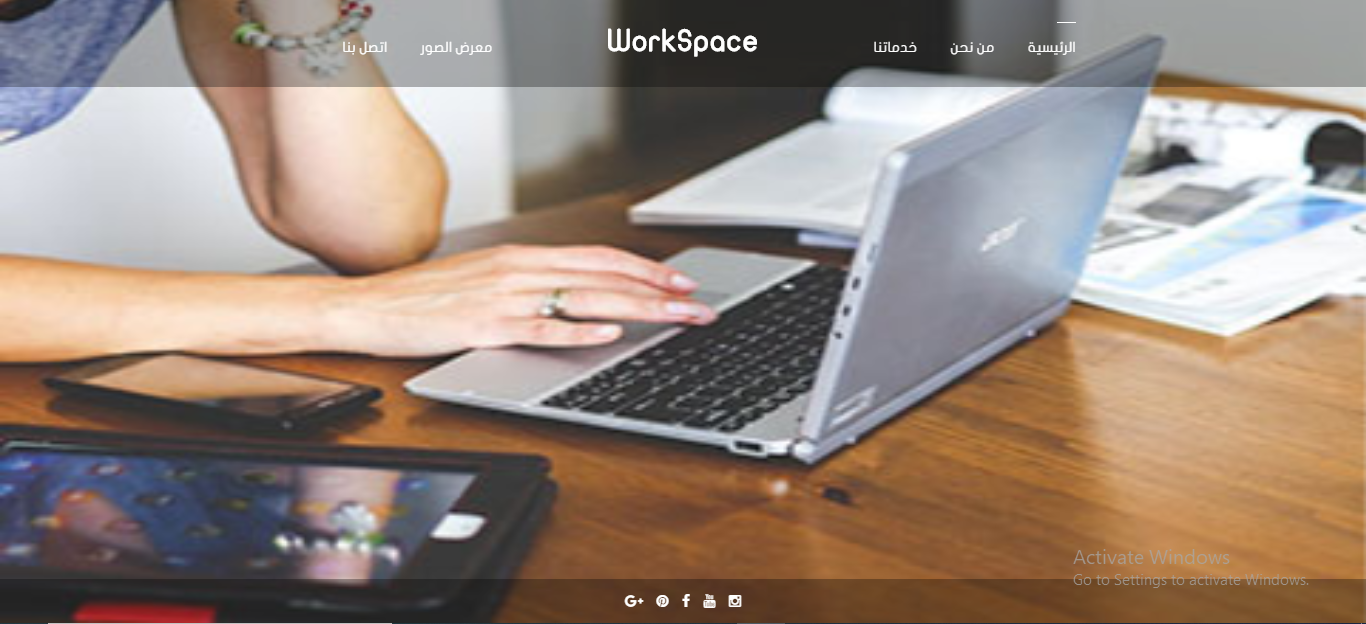 الرئيسية من نحن خدماتنا WorkSpace معرض الصور اتصل بنا
acer
Activate Windows
Go to Settings to activate Windows.